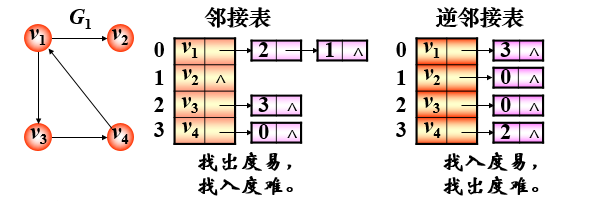 G1 邻接表 逆邻接表
v1 v2 0 v1 2 1 ^ 0 v1 3 ^
1 v2 ^ 1 v2 0 ^
2 v3 3 ^ 2 v3 0 ^
v3 v4 3 v4 0 ^ 3 v4 2 ^
找出度易, 找入度易,
找入度难。 找出度难。